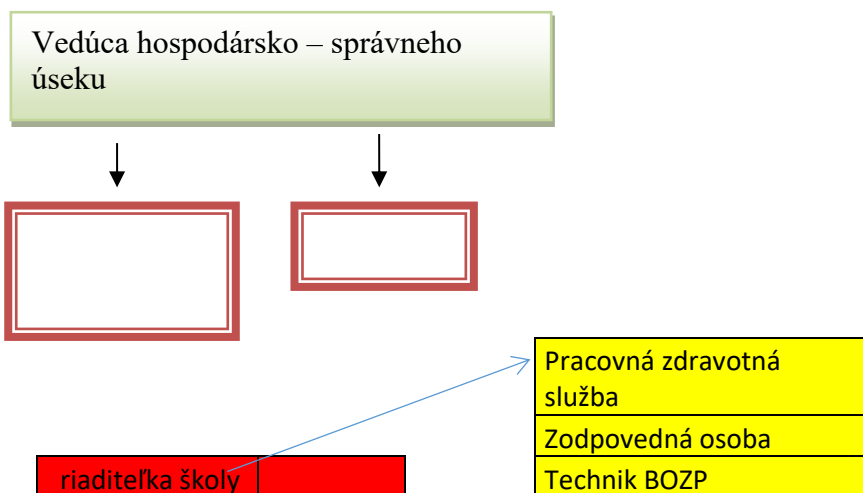 Vedúca hospodársko – správneho
úseku
Pracovná zdravotná
služba
Zodpovedná osoba
riaditeľka školy
Technik BOZP